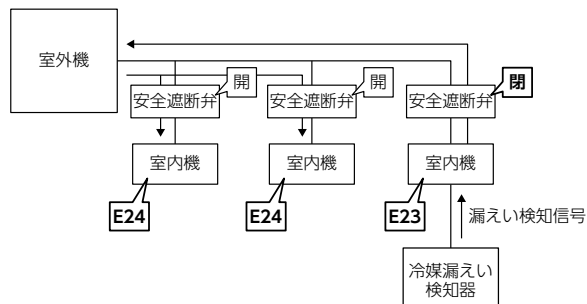 室外機
開
開
閉
安全遮断弁
安全遮断弁
安全遮断弁
室内機
室内機
室内機
E24
E24
E23
漏えい検知信号
冷媒漏えい
検知器